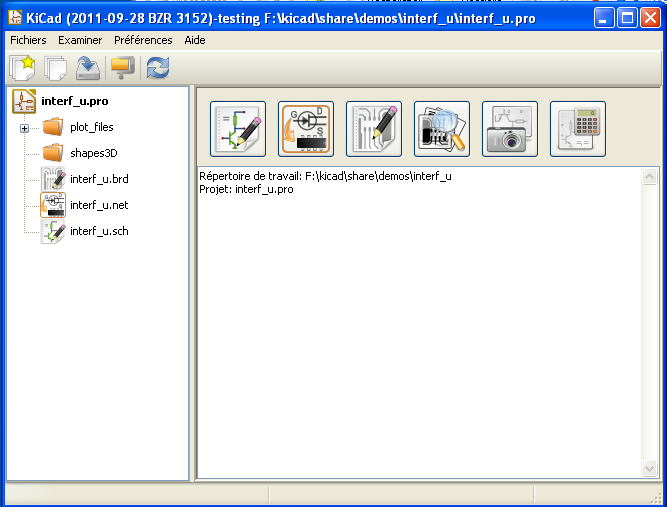 KiCad (2011-09-28 BZR 3152)-testing F:\kicad\share\demos\interf_u\interf_u.pro
Fichiers Examiner Préférences Aide
interf_u.pro
plot_files
shapes3D
interf_u.brd
interf_u.net
interf_u.sch
G D S
Répertoire de travail: F:\kicad\share\demos\interf_u
Projet: interf_u.pro